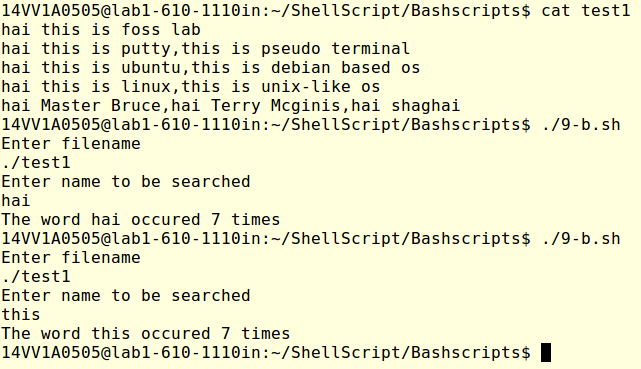 14VV1A0505@lab1-610-1110in:~/ShellScript/Bashscripts$ cat test1
hai this is foss lab
hai this is putty,this is pseudo terminal
hai this is ubuntu,this is debian based os
hai this is linux,this is unix-like os
hai Master Bruce,hai Terry Mcginis,hai shaghai
14VV1A0505@lab1-610-1110in:~/ShellScript/Bashscripts$ ./9-b.sh
Enter filename
./test1
Enter name to be searched
hai
The word hai occured 7 times
14VV1A0505@lab1-610-1110in:~/ShellScript/Bashscripts$ ./9-b.sh
Enter filename
./test1
Enter name to be searched
this
The word this occured 7 times
14VV1A0505@lab1-610-1110in:~/ShellScript/Bashscripts$